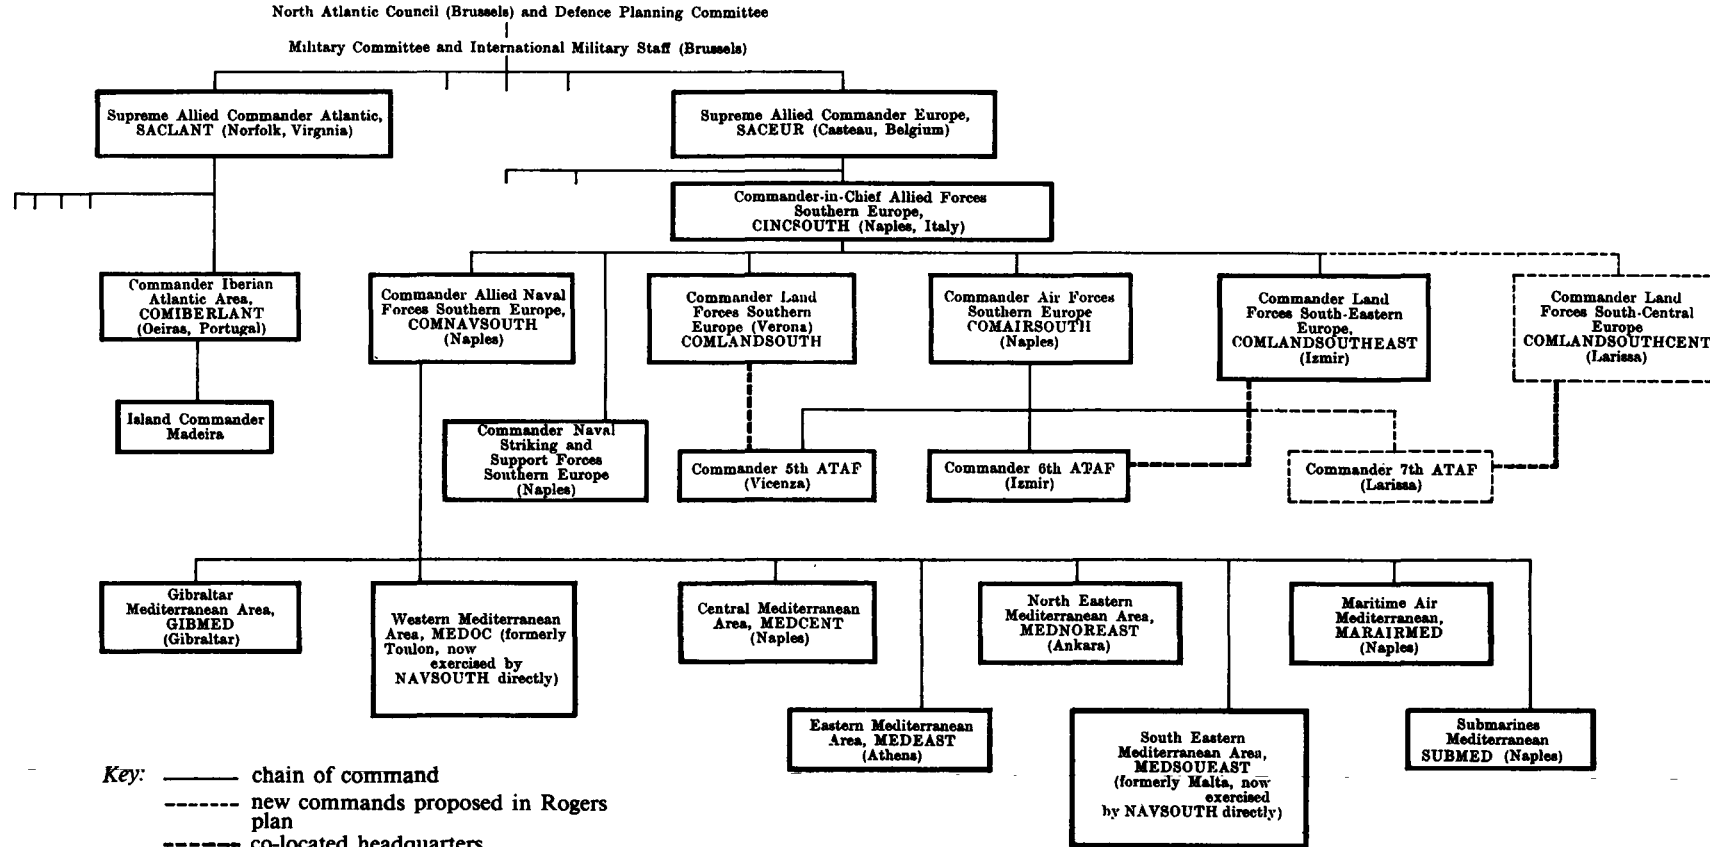 North Atlantic Council (Brussels) and Defence Planning Committee
Military Committee and International Military Staff (Brussels)
Supreme Allied Commander Atlantic,
SACLANT (Norfolk, Virginia)
Supreme Allied Commander Europe,
SACEUR (Casteau, Belgium)
Commander-in-Chief Allied Forces
Southern Europe,
CINCSOUTH (Naples, Italy)
Commander Iberian
Atlantic Area,
COMIBERLANT
(Oeiras, Portugal)
Commander Allied Naval
Forces Southern Europe,
COMNAVSOUTH
(Naples)
Commander Land
Forces Southern
Europe (Verona)
COMLANDSOUTH
Commander Air Forces
Southern Europe
COMAIRSOUTH
(Naples)
Commander Land
Forces South-Eastern
Europe,
COMLANDSOUTHEAST
(Izmir)
Commander Land
Forces South-Central
Europe
COMLANDSOUTHCENT
(Larissa)
Island Commander
Madeira
Commander Naval
Striking and
Support Forces
Southern Europe
(Naples)
Commander 5th ATAF
(Vicenza)
Commander 6th ATAF
(Izmir)
Commander 7th ATAF
(Larissa)
Gibraltar
Mediterranean Area,
GIBMED
(Gibraltar)
Western Mediterranean
Area, MEDOC (formerly
Toulon, now
exercised by
NAVSOUTH directly)
Central Mediterranean
Area, MEDCENT
(Naples)
North Eastern
Mediterranean Area,
MEDNOREAST
(Ankara)
Maritime Air
Mediterranean,
MARAIRMED
(Naples)
Eastern Mediterranean
Area, MEDEAST
(Athens)
South Eastern
Mediterranean Area,
MEDSOUEAST
(formerly Malta, now
exercised
by NAVSOUTH directly)
Submarines
Mediterranean
SUBMED (Naples)
Key: chain of command
new commands proposed in Rogers
plan
co-located headquarters